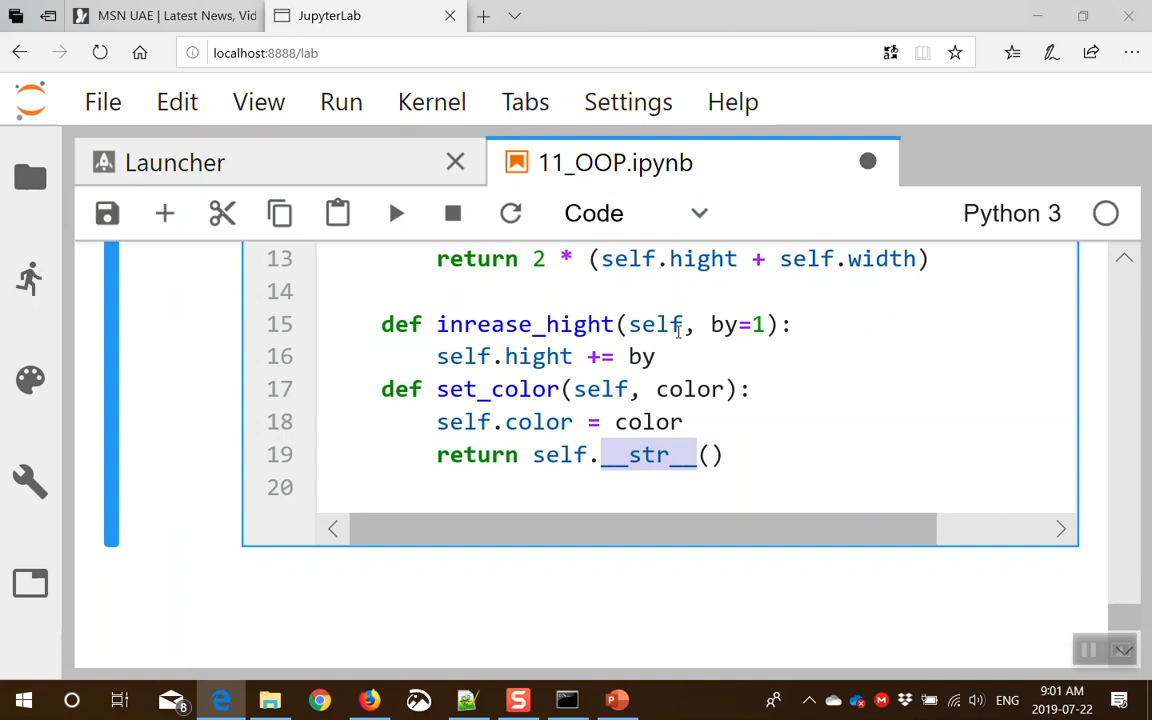 MSN UAE | Latest News, Vid
JupyterLab
localhost:8888/lab
File Edit View Run Kernel Tabs Settings Help
Launcher
11_OOP.ipynb
Code
Python 3
13 return 2 * (self.hight + self.width)
14
15 def inrease_hight(self, by=1):
16 self.hight += by
17 def set_color(self, color):
18 self.color = color
19 return self.__str__()
20
8
ENG
9:01 AM
2019-07-22